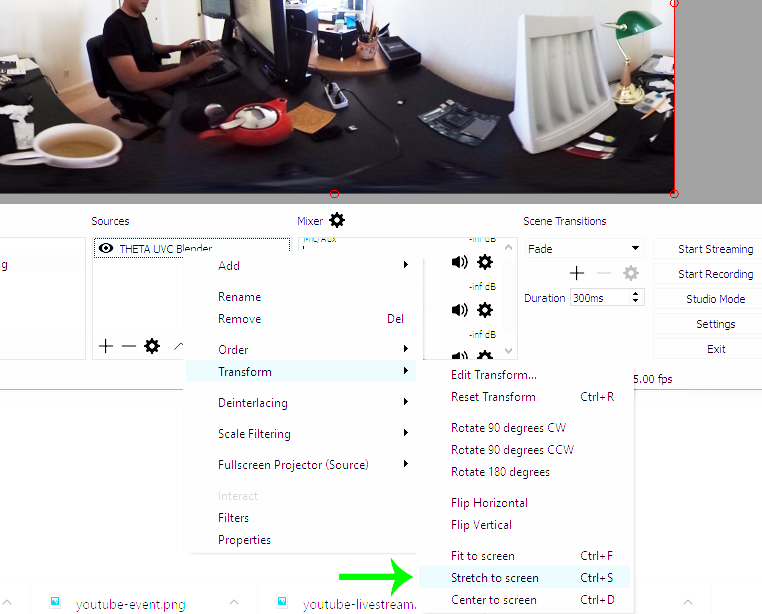 Sources
Mixer
Scene Transitions
g
THETA UVC Blender
Mic/Aux
-inf dB
-inf dB
-inf dB
Fade
Duration
300ms
Start Streaming
Start Recording
Studio Mode
Settings
Exit
5.00 fps
Add
Rename
Remove Del
Order
Transform
Deinterlacing
Scale Filtering
Fullscreen Projector (Source)
Interact
Filters
Properties
Edit Transform...
Reset Transform Ctrl+R
Rotate 90 degrees CW
Rotate 90 degrees CCW
Rotate 180 degrees
Flip Horizontal
Flip Vertical
Fit to screen Ctrl+F
Stretch to screen Ctrl+S
Center to screen Ctrl+D
youtube-event.png
youtube-livestream.